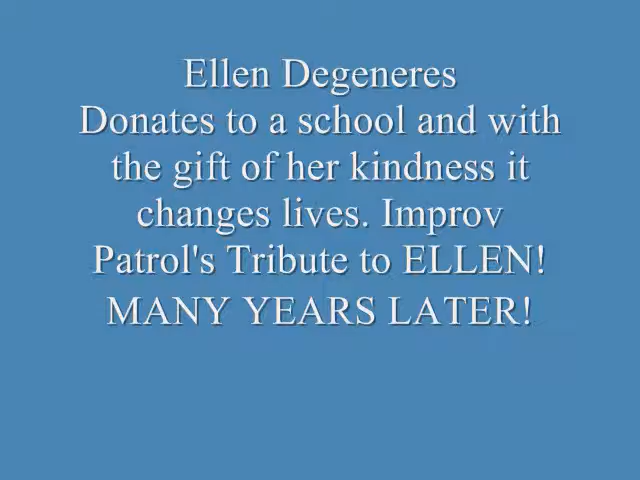 Ellen Degeneres
Donates to a school and with
the gift of her kindness it
changes lives. Improv
Patrol's Tribute to ELLEN!
MANY YEARS LATER!